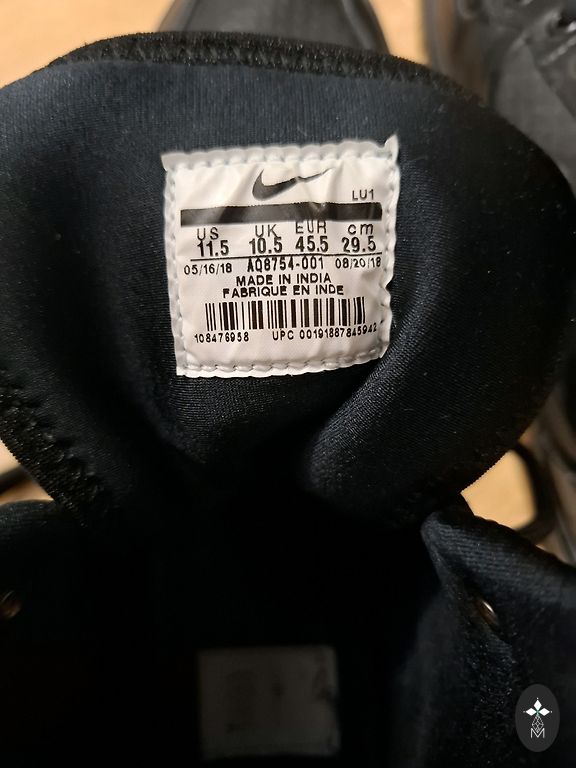 LU1
US UK EUR cm
11.5 10.5 45.5 29.5
05/16/18 AQ8754-001 08/20/18
MADE IN INDIA
FABRIQUE EN INDE
108476958 UPC 00191887845942